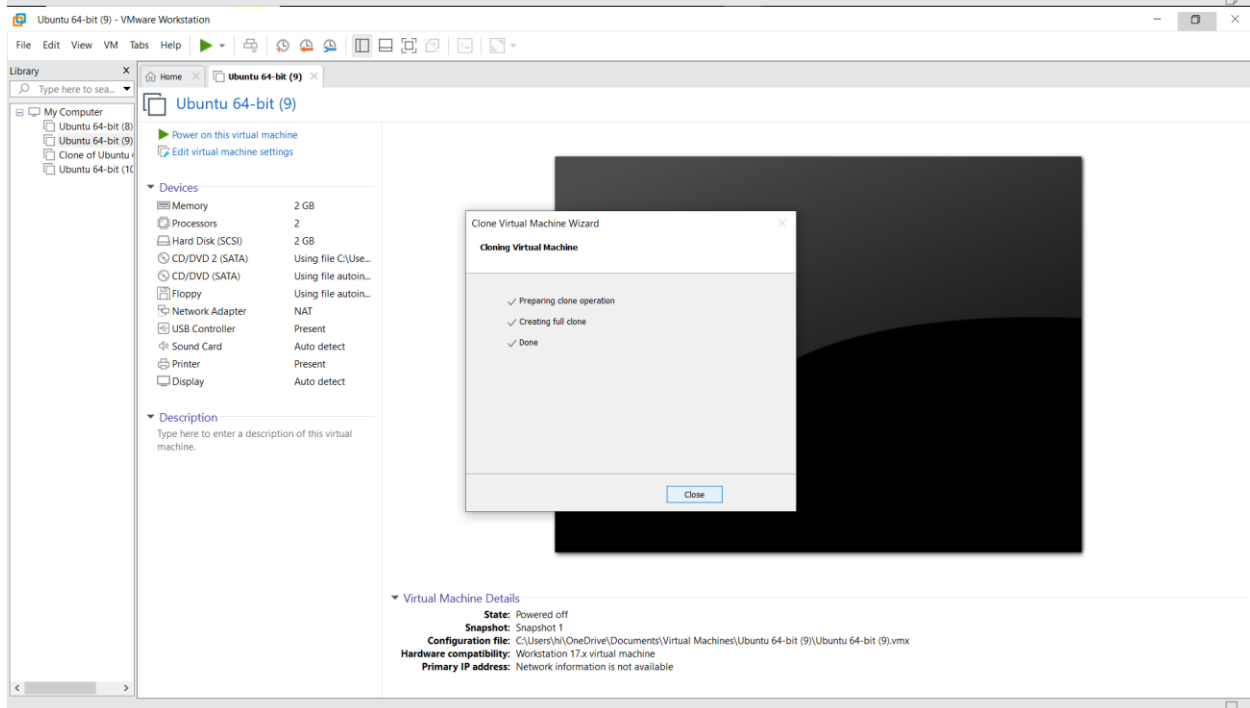 Ubuntu 64-bit (9) - VMware Workstation
File Edit View VM Tabs Help
Library X
Home Ubuntu 64-bit (9)
Type here to sea...
Ubuntu 64-bit (9)
My Computer
Ubuntu 64-bit (8)
Ubuntu 64-bit (9)
Clone of Ubuntu
Ubuntu 64-bit (10
Power on this virtual machine
Edit virtual machine settings
Devices
Memory 2 GB
Processors 2
Hard Disk (SCSI) 2 GB
CD/DVD 2 (SATA) Using file C:\Use...
CD/DVD (SATA) Using file autoin...
Floppy Using file autoin...
Network Adapter NAT
USB Controller Present
Sound Card Auto detect
Printer Present
Display Auto detect
Description
Type here to enter a description of this virtual
machine.
Clone Virtual Machine Wizard
Cloning Virtual Machine
Preparing clone operation
Creating full clone
Done
Close
Virtual Machine Details
State: Powered off
Snapshot: Snapshot 1
Configuration file: C:\Users\hi\OneDrive\Documents\Virtual Machines\Ubuntu 64-bit (9)\Ubuntu 64-bit (9).vmx
Hardware compatibility: Workstation 17.x virtual machine
Primary IP address: Network information is not available